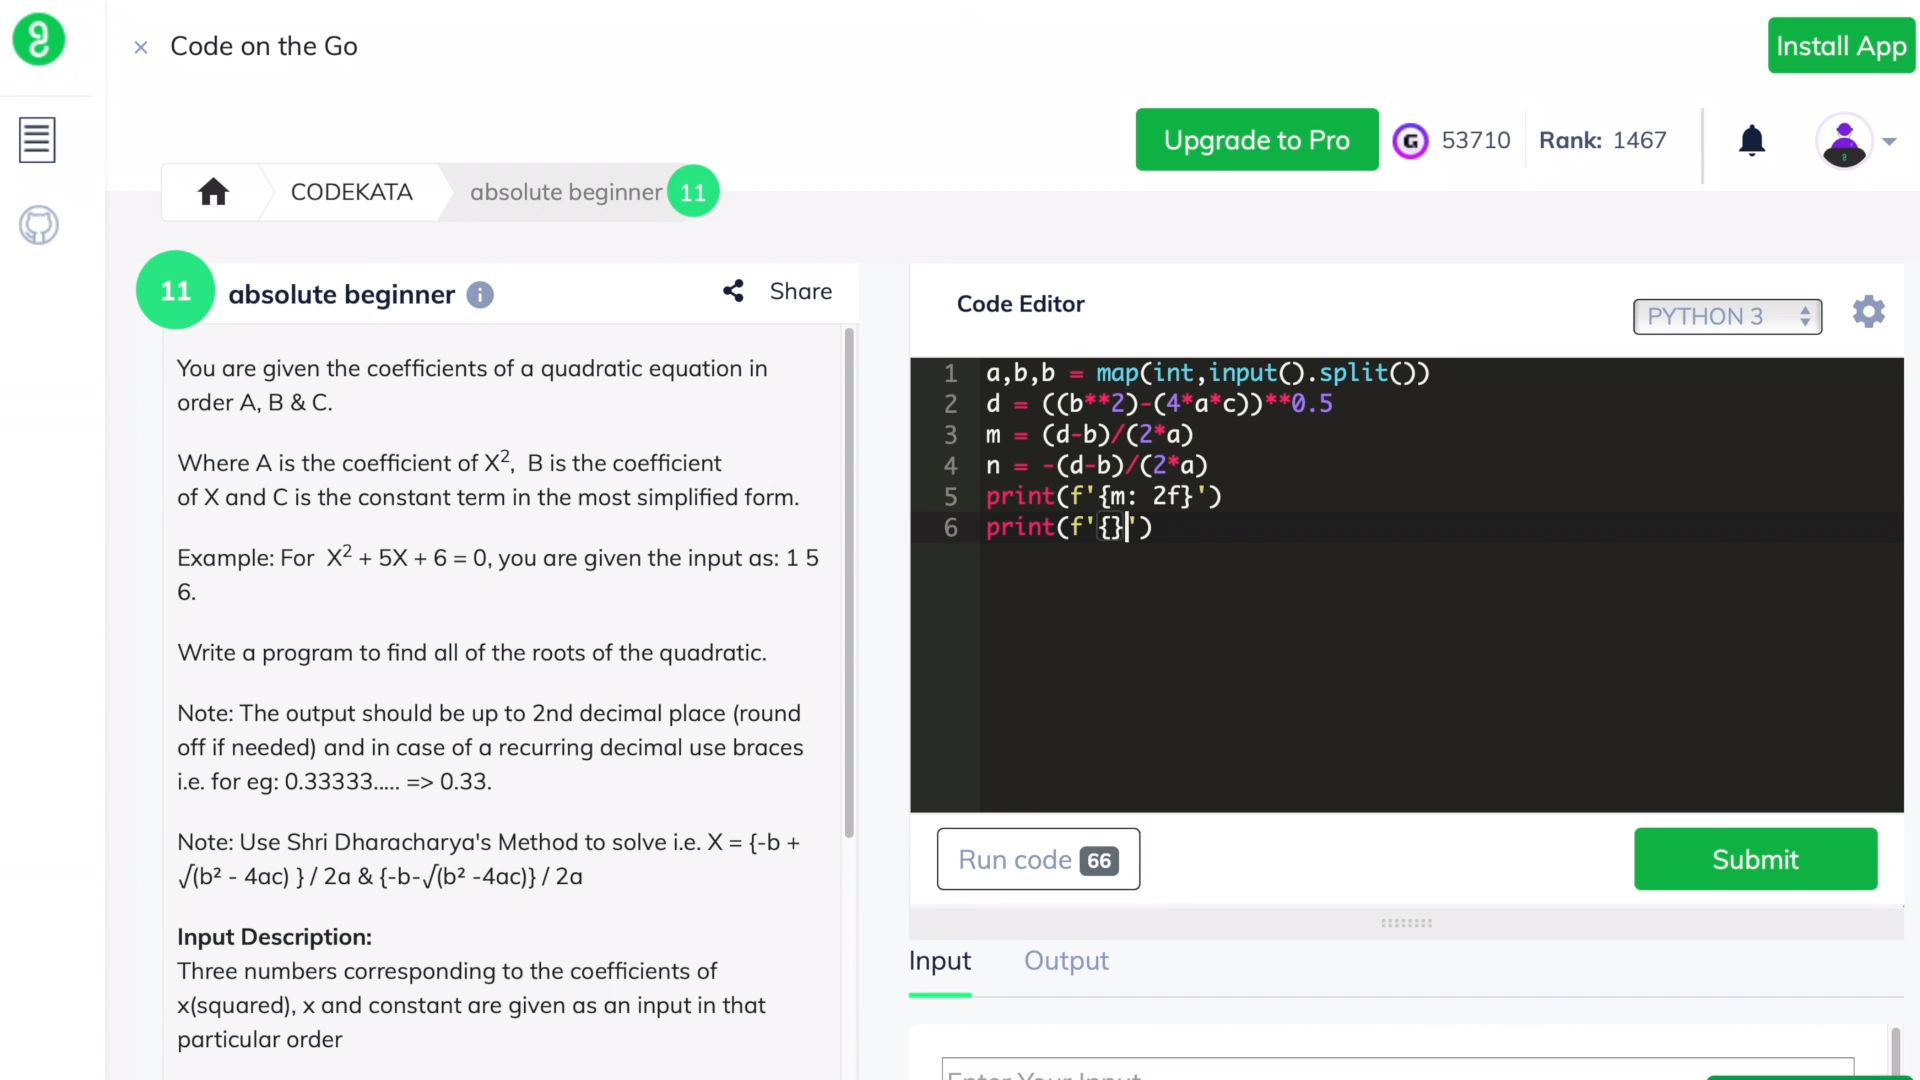 Code on the Go
Install App
Upgrade to Pro
G
53710
Rank: 1467
CODEKATA
absolute beginner
11
11
absolute beginner
i
Share
You are given the coefficients of a quadratic equation in
order A, B & C.
Where A is the coefficient of X², B is the coefficient
of X and C is the constant term in the most simplified form.
Example: For X² + 5X + 6 = 0, you are given the input as: 1 5
6.
Write a program to find all of the roots of the quadratic.
Note: The output should be up to 2nd decimal place (round
off if needed) and in case of a recurring decimal use braces
i.e. for eg: 0.33333..... => 0.33.
Note: Use Shri Dharacharya's Method to solve i.e. X = {-b +
√(b² - 4ac) } / 2a & {-b-√(b² -4ac)} / 2a
Input Description:
Three numbers corresponding to the coefficients of
x(squared), x and constant are given as an input in that
particular order
Code Editor
PYTHON 3
1 a,b,b = map(int,input().split())
2 d = ((b**2)-(4*a*c))**0.5
3 m = (d-b)/(2*a)
4 n = -(d-b)/(2*a)
5 print(f'{m: 2f}')
6 print(f'{}')
Run code 66
Submit
Input
Output
Enter Your Input